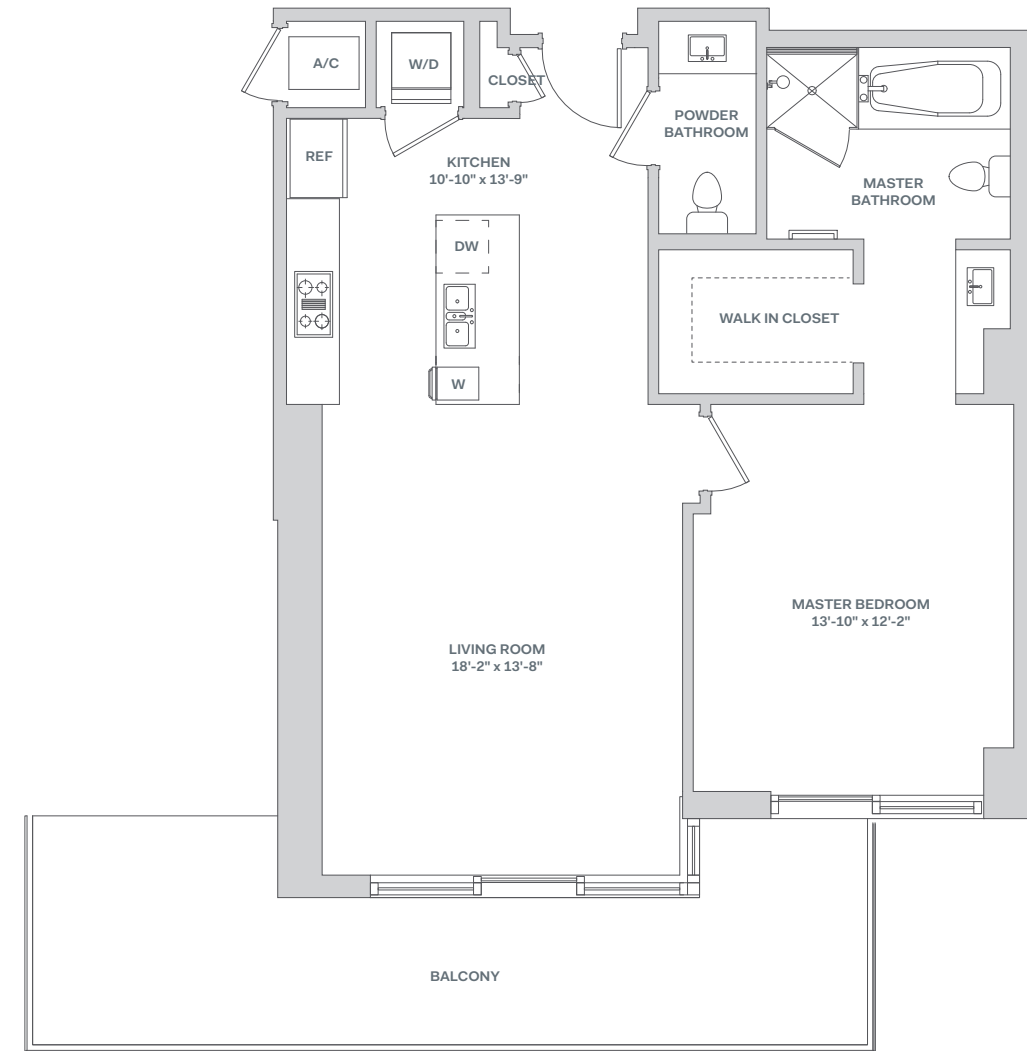 A/C
W/D
CLOSET
POWDER
BATHROOM
REF
KITCHEN
10'-10" x 13'-9"
MASTER
BATHROOM
DW
WALK IN CLOSET
W
MASTER BEDROOM
13'-10" x 12'-2"
LIVING ROOM
18'-2" x 13'-8"
BALCONY